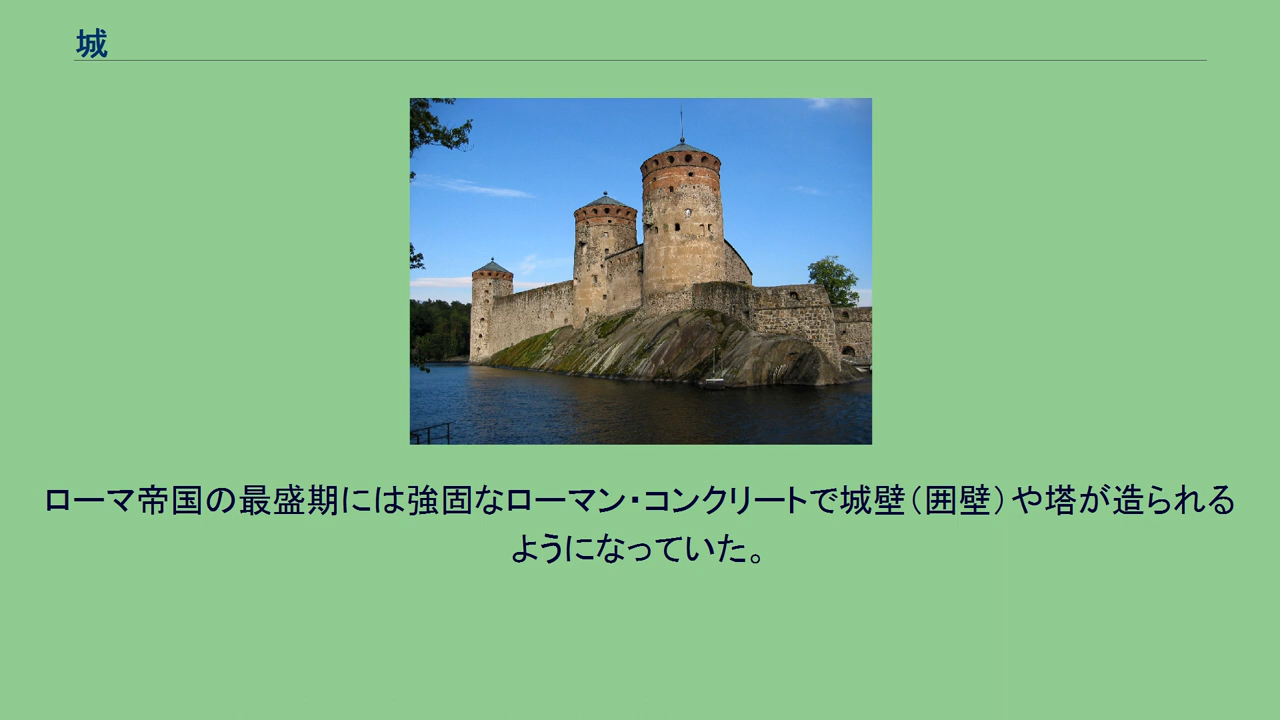 城
ローマ帝国の最盛期には強固なローマン・コンクリートで城壁（囲壁）や塔が造られる
ようになっていた。